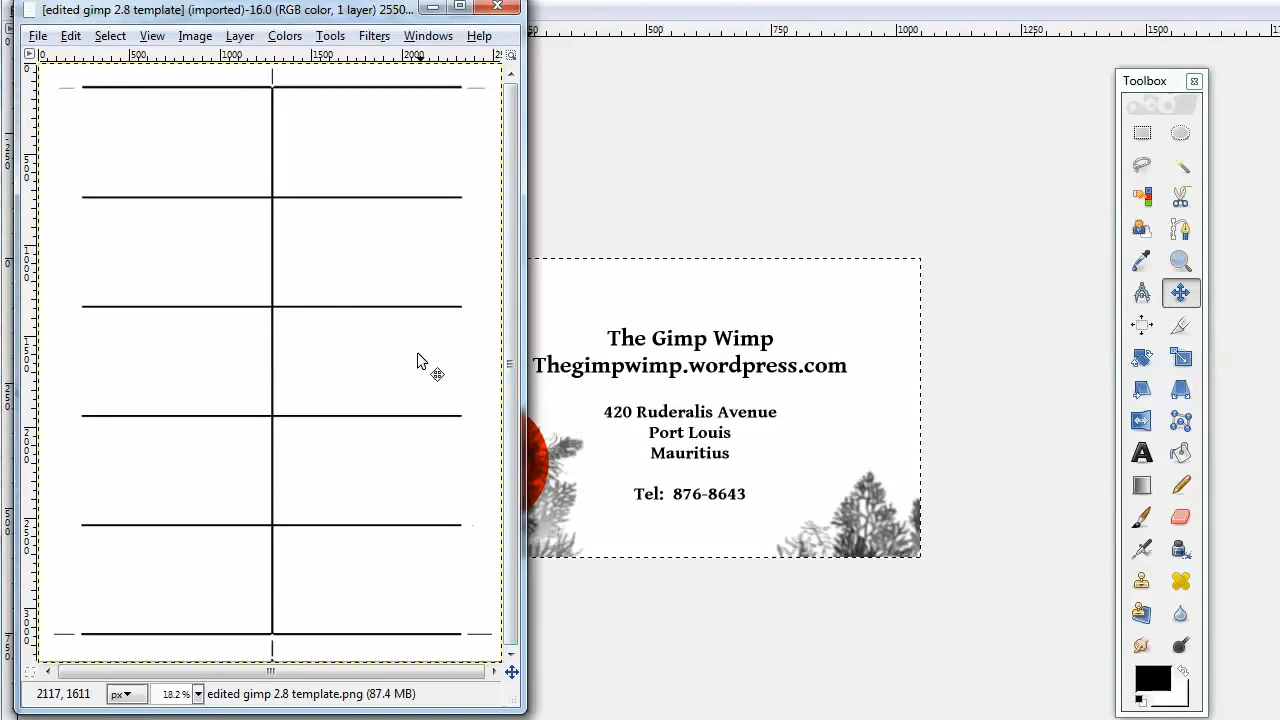 [edited gimp 2.8 template] (imported)-16.0 (RGB color, 1 layer) 2550...
File Edit Select View Image Layer Colors Tools Filters Windows Help
0 500 1000 1500 2000
500 750 1000 1250 1500
Toolbox
The Gimp Wimp
Thegimpwimp.wordpress.com
420 Ruderalis Avenue
Port Louis
Mauritius
Tel: 876-8643
2117, 1611 px 18.2 % edited gimp 2.8 template.png (87.4 MB)